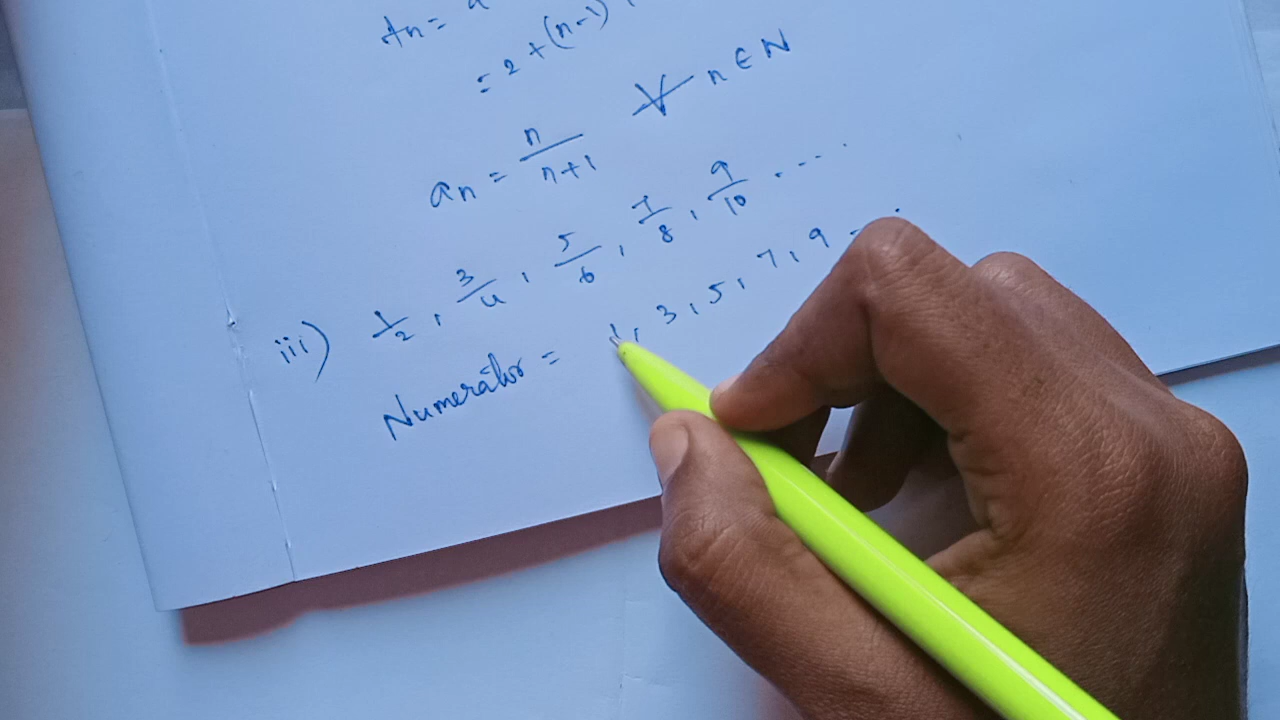 tn = a
= 2 + (n-1)
an = n/n+1 ∀ n ∈ N
iii) 1/2, 3/4, 5/6, 7/8, 9/10 ....
Numerator = 1, 3, 5, 7, 9 ..